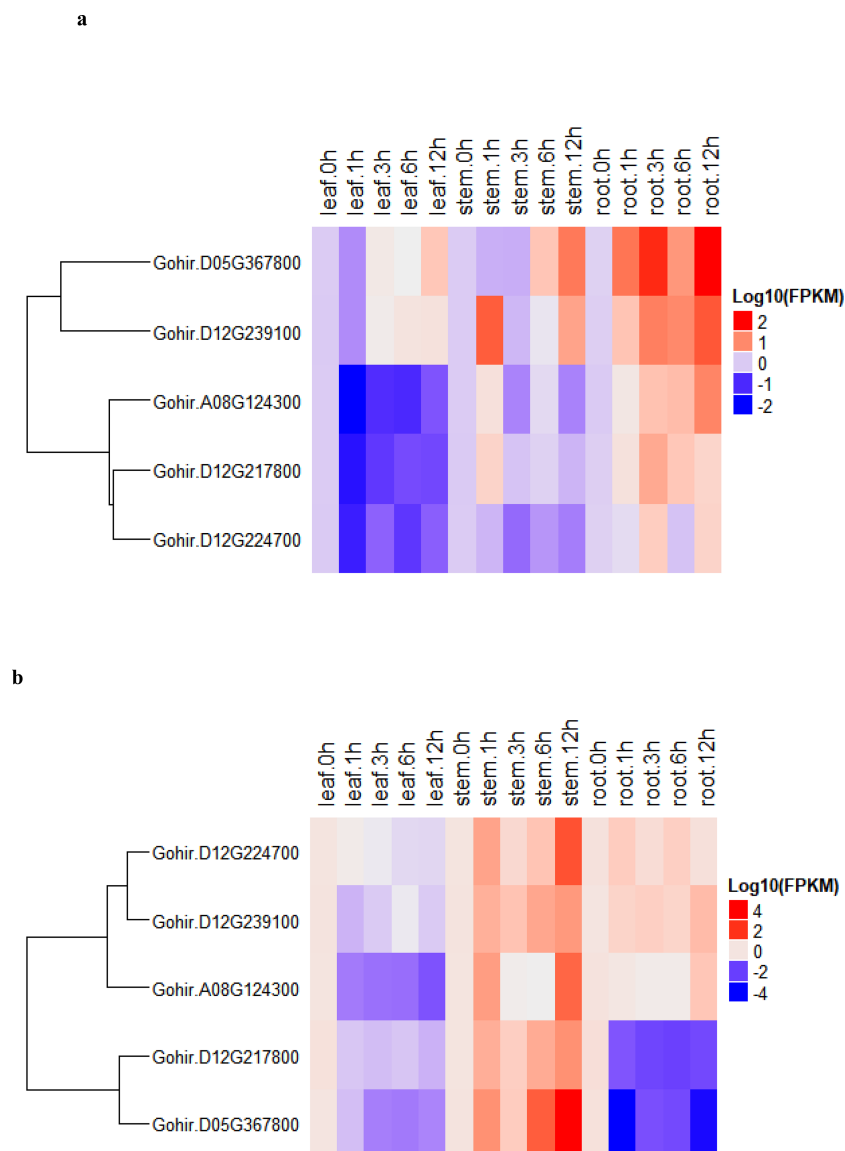 a
leaf.0h leaf.1h leaf.3h leaf.6h leaf.12h stem.0h stem.1h stem.3h stem.6h stem.12h root.0h root.1h root.3h root.6h root.12h
Gohir.D05G367800
Gohir.D12G239100
Gohir.A08G124300
Gohir.D12G217800
Gohir.D12G224700
Log10(FPKM)
2
1
0
-1
-2
b
leaf.0h leaf.1h leaf.3h leaf.6h leaf.12h stem.0h stem.1h stem.3h stem.6h stem.12h root.0h root.1h root.3h root.6h root.12h
Gohir.D12G224700
Gohir.D12G239100
Gohir.A08G124300
Gohir.D12G217800
Gohir.D05G367800
Log10(FPKM)
4
2
0
-2
-4